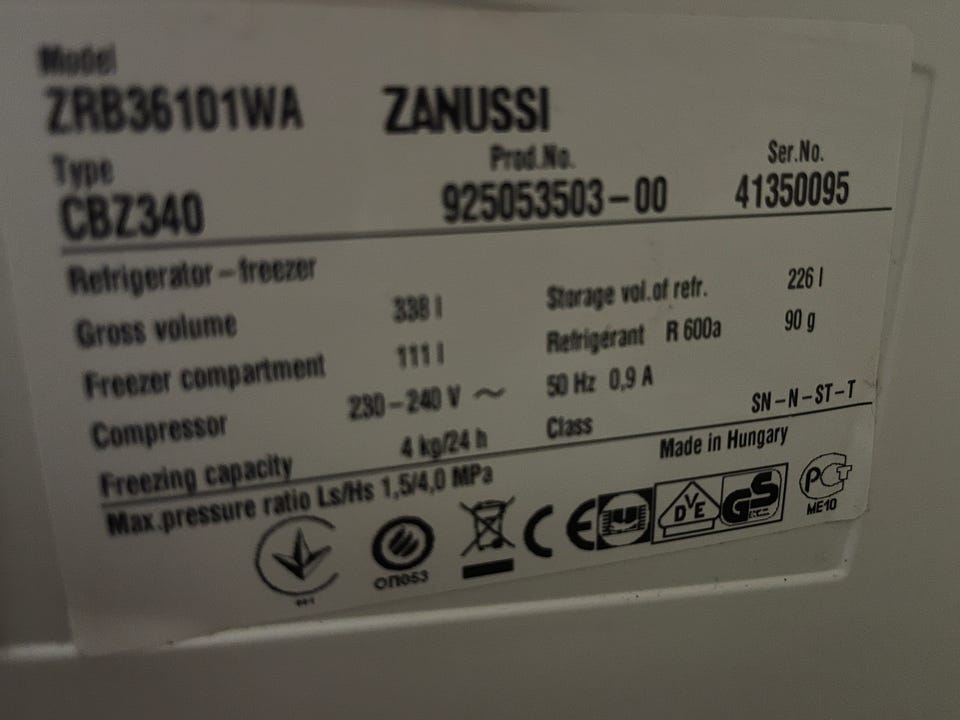 Model
ZRB36101WA ZANUSSI
Type Prod.No. Ser.No.
CBZ340 925053503-00 41350095
Refrigerator-freezer
Gross volume 338 l Storage vol.of refr. 226 l
Freezer compartment 111 l Refrigerant R 600a 90 g
Compressor 230-240 V ~ 50 Hz 0,9 A
Freezing capacity 4 kg/24 h Class SN-N-ST-T
Max.pressure ratio Ls/Hs 1,5/4,0 MPa Made in Hungary
ОП053 CE VDE GS PCT
ME10